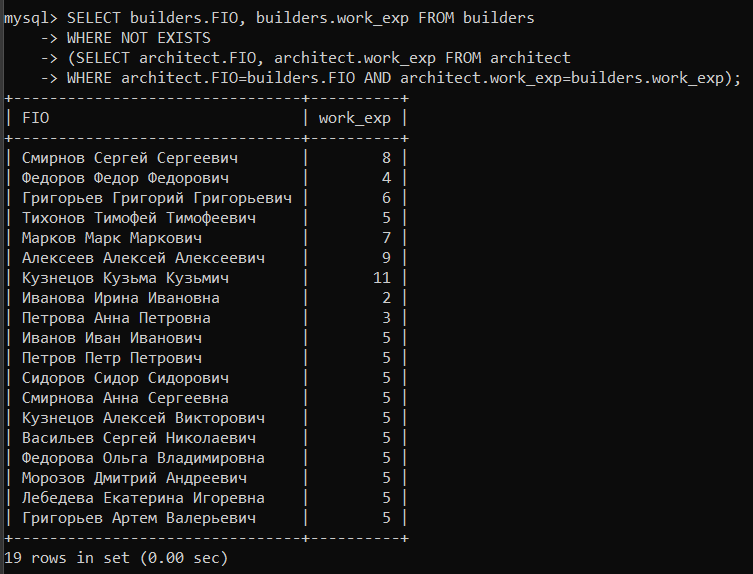 mysql> SELECT builders.FIO, builders.work_exp FROM builders
    -> WHERE NOT EXISTS
    -> (SELECT architect.FIO, architect.work_exp FROM architect
    -> WHERE architect.FIO=builders.FIO AND architect.work_exp=builders.work_exp);
+--------------------------------+----------+
| FIO                            | work_exp |
+--------------------------------+----------+
| Смирнов Сергей Сергеевич       |        8 |
| Федоров Федор Федорович        |        4 |
| Григорьев Григорий Григорьевич |        6 |
| Тихонов Тимофей Тимофеевич     |        5 |
| Марков Марк Маркович           |        7 |
| Алексеев Алексей Алексеевич    |        9 |
| Кузнецов Кузьма Кузьмич        |       11 |
| Иванова Ирина Ивановна         |        2 |
| Петрова Анна Петровна          |        3 |
| Иванов Иван Иванович           |        5 |
| Петров Петр Петрович           |        5 |
| Сидоров Сидор Сидорович        |        5 |
| Смирнова Анна Сергеевна        |        5 |
| Кузнецов Алексей Викторович    |        5 |
| Васильев Сергей Николаевич     |        5 |
| Федорова Ольга Владимировна    |        5 |
| Морозов Дмитрий Андреевич      |        5 |
| Лебедева Екатерина Игоревна    |        5 |
| Григорьев Артем Валерьевич     |        5 |
+--------------------------------+----------+
19 rows in set (0.00 sec)